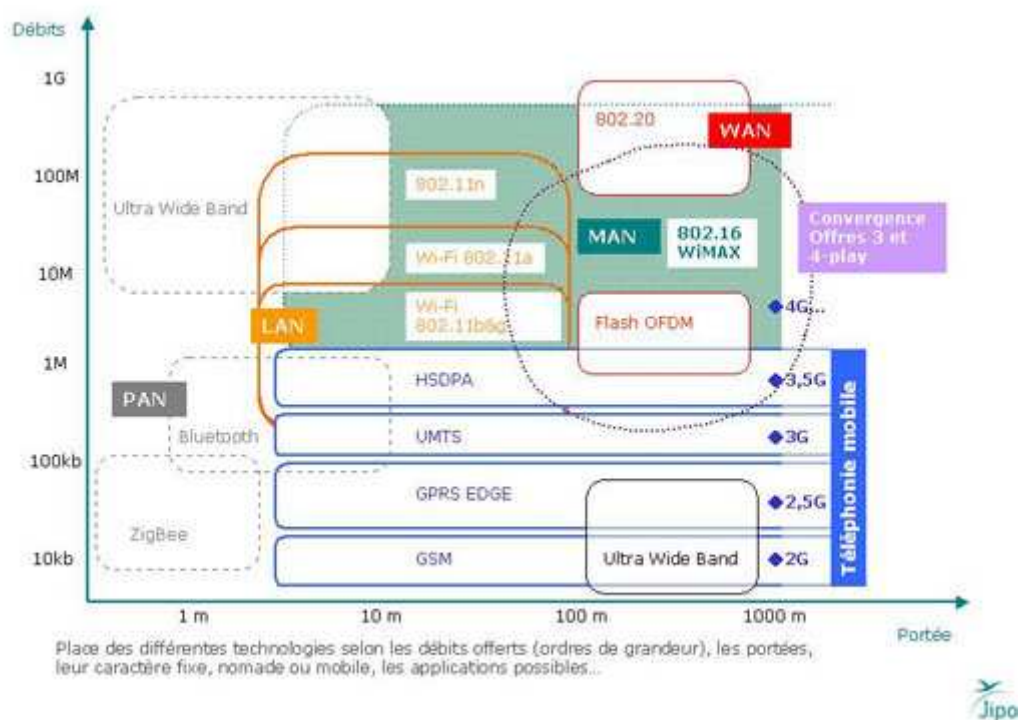 Débits
1G
802.20
WAN
100M
802.11n
Ultra Wide Band
Convergence
Offres 3 et
4-play
MAN
802.16
WiMAX
Wi-Fi 802.11a
10M
Wi-Fi
802.11b&g
4G
LAN
Flash OFDM
1M
HSDPA
3,5G
PAN
Bluetooth
UMTS
3G
Téléphonie mobile
100kb
GPRS EDGE
2,5G
ZigBee
10kb
GSM
Ultra Wide Band
2G
1 m
10 m
100 m
1000 m
Portée
Place des différentes technologies selon les débits offerts (ordres de grandeur), les portées,
leur caractère fixe, nomade ou mobile, les applications possibles...
Jipo